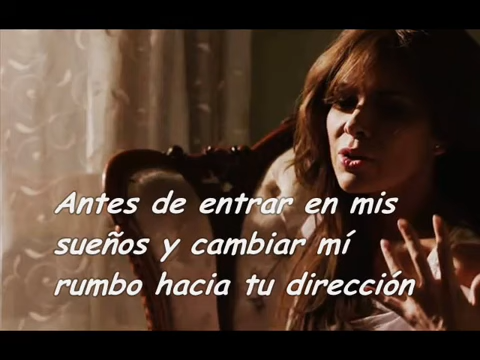 Antes de entrar en mis
sueños y cambiar mí
rumbo hacia tu dirección